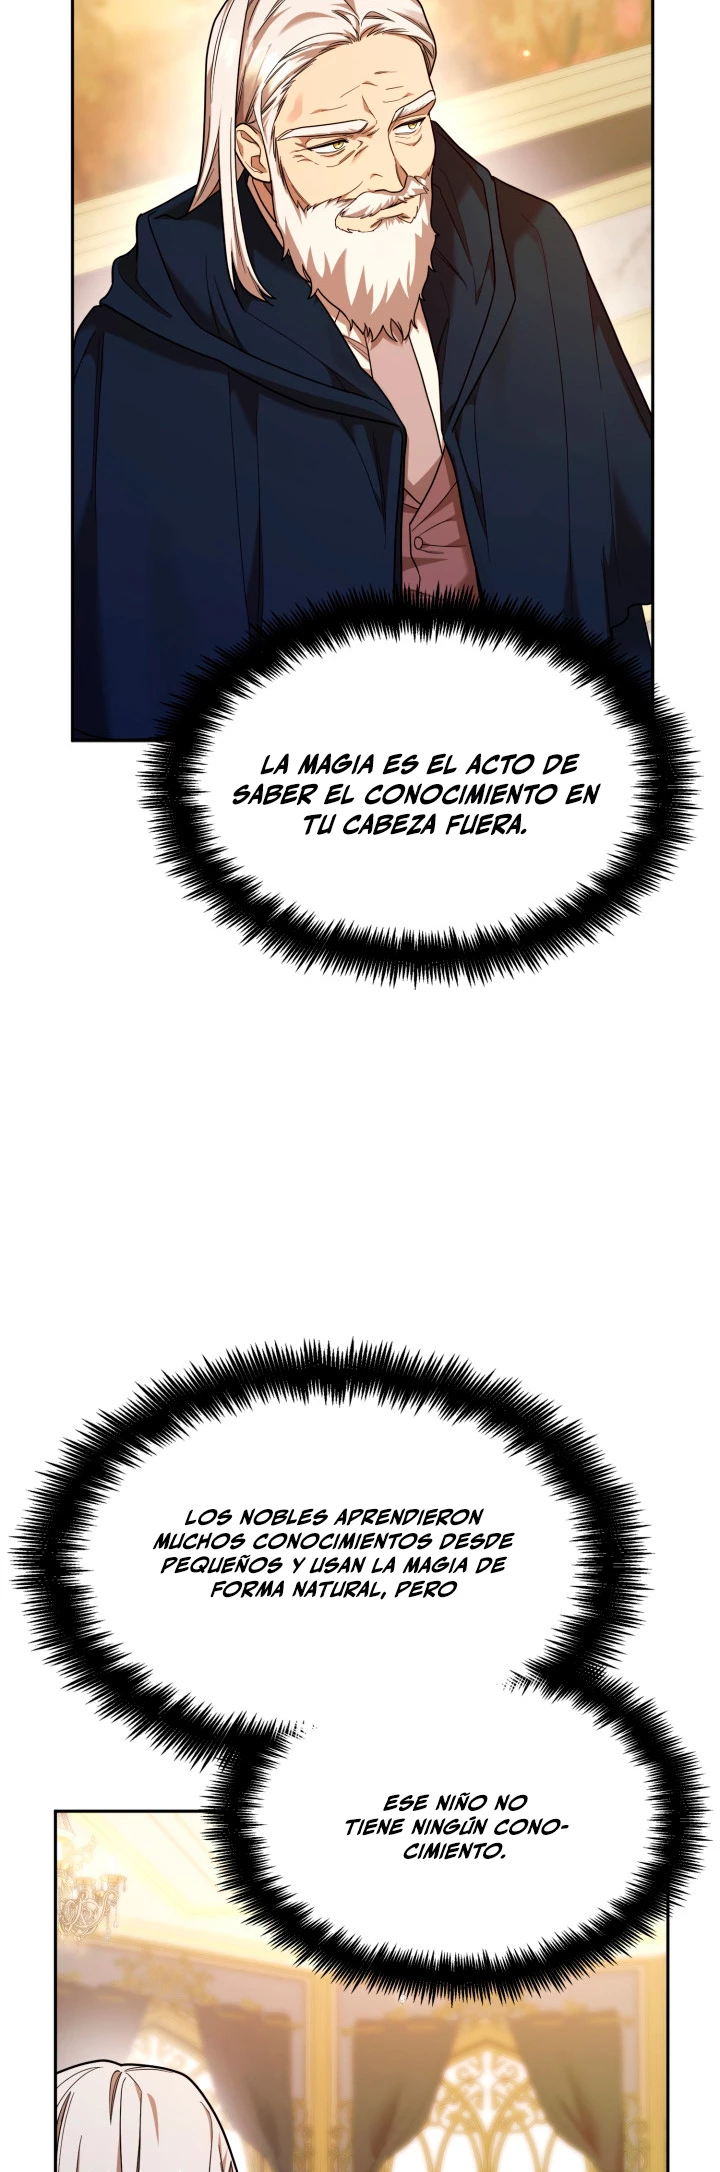 LA MAGIA ES EL ACTO DE
SABER EL CONOCIMIENTO EN
TU CABEZA FUERA.
LOS NOBLES APRENDIERON
MUCHOS CONOCIMIENTOS DESDE
PEQUEÑOS Y USAN LA MAGIA DE
FORMA NATURAL, PERO
ESE NIÑO NO
TIENE NINGÚN CONO-
CIMIENTO.